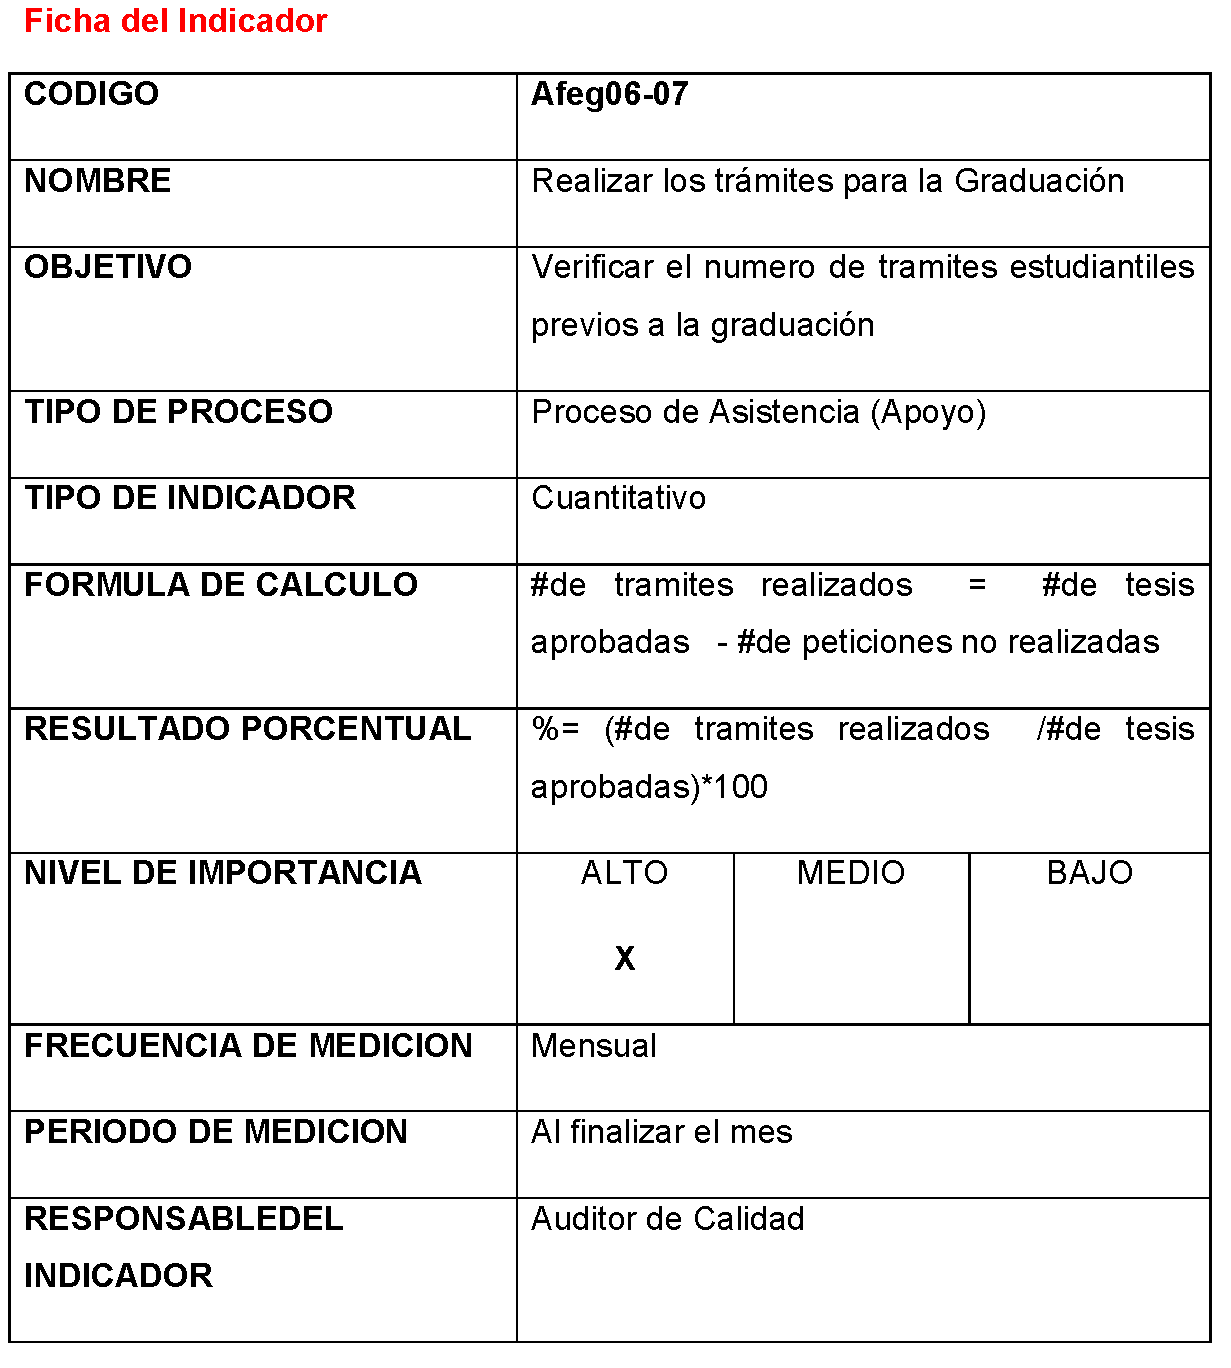 Ficha del Indicador
CODIGO Afeg06-07
NOMBRE Realizar los trámites para la Graduación
OBJETIVO Verificar el numero de tramites estudiantiles
previos a la graduación
TIPO DE PROCESO Proceso de Asistencia (Apoyo)
TIPO DE INDICADOR Cuantitativo
FORMULA DE CALCULO #de tramites realizados = #de tesis
aprobadas - #de peticiones no realizadas
RESULTADO PORCENTUAL %= (#de tramites realizados /#de tesis
aprobadas)*100
NIVEL DE IMPORTANCIA ALTO MEDIO BAJO
X
FRECUENCIA DE MEDICION Mensual
PERIODO DE MEDICION Al finalizar el mes
RESPONSABLEDEL Auditor de Calidad
INDICADOR